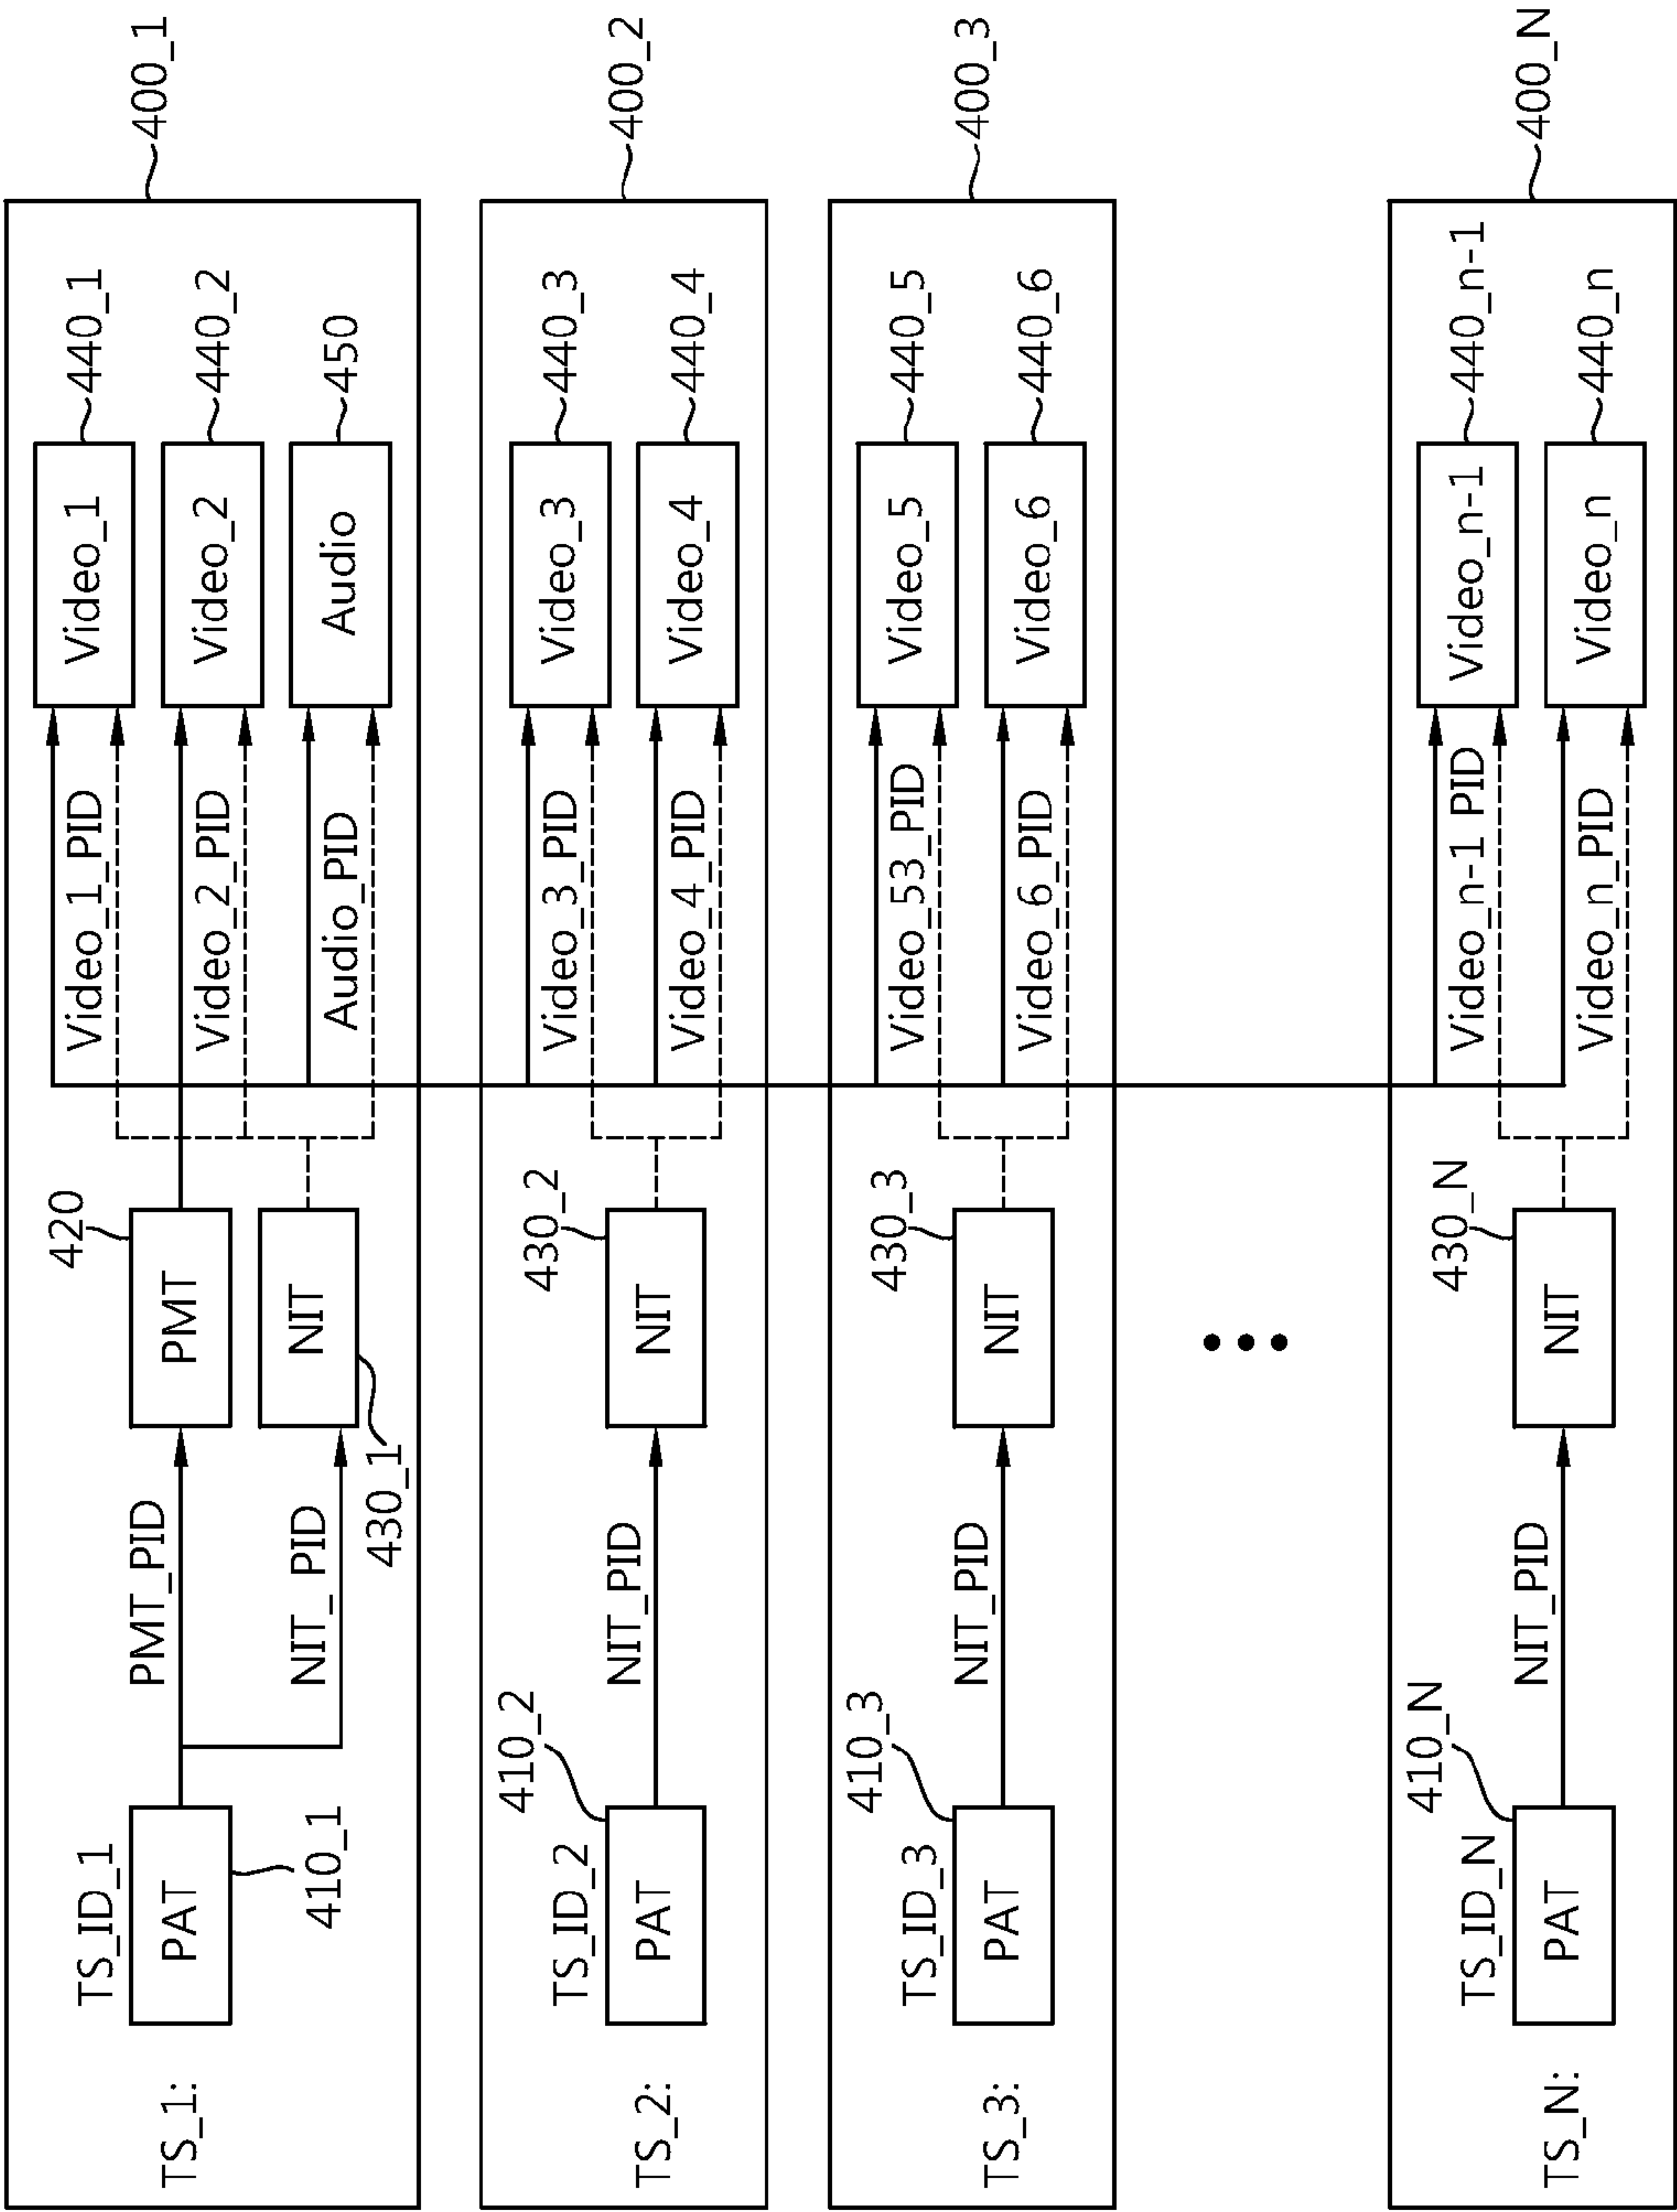 TS_1:
TS_ID_1
PAT
410_1
PMT_PID
NIT_PID
420
PMT
NIT
430_1
Video_1_PID
Video_2_PID
Audio_PID
Video_1
Video_2
Audio
440_1
440_2
450
400_1
TS_2:
TS_ID_2
PAT
410_2
NIT_PID
430_2
NIT
Video_3_PID
Video_4_PID
Video_3
Video_4
440_3
440_4
400_2
TS_3:
TS_ID_3
PAT
410_3
NIT_PID
430_3
NIT
Video_53_PID
Video_6_PID
Video_5
Video_6
440_5
440_6
400_3
TS_N:
TS_ID_N
PAT
410_N
NIT_PID
430_N
NIT
Video_n-1_PID
Video_n_PID
Video_n-1
Video_n
440_n-1
440_n
400_N